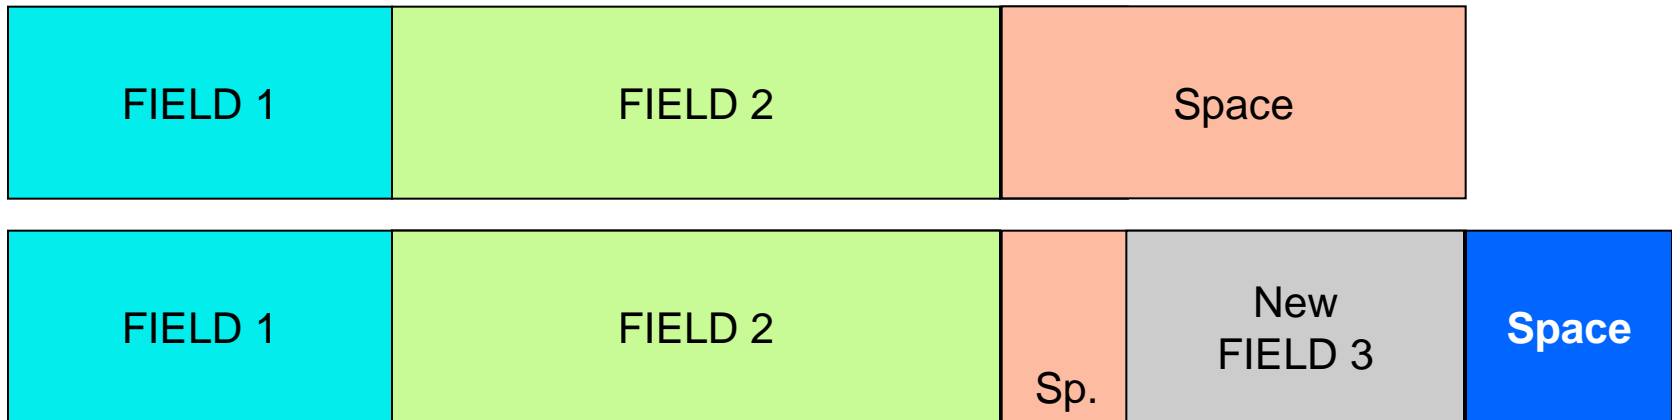 FIELD 1
FIELD 2
Space
FIELD 1
FIELD 2
Sp.
New
FIELD 3
Space